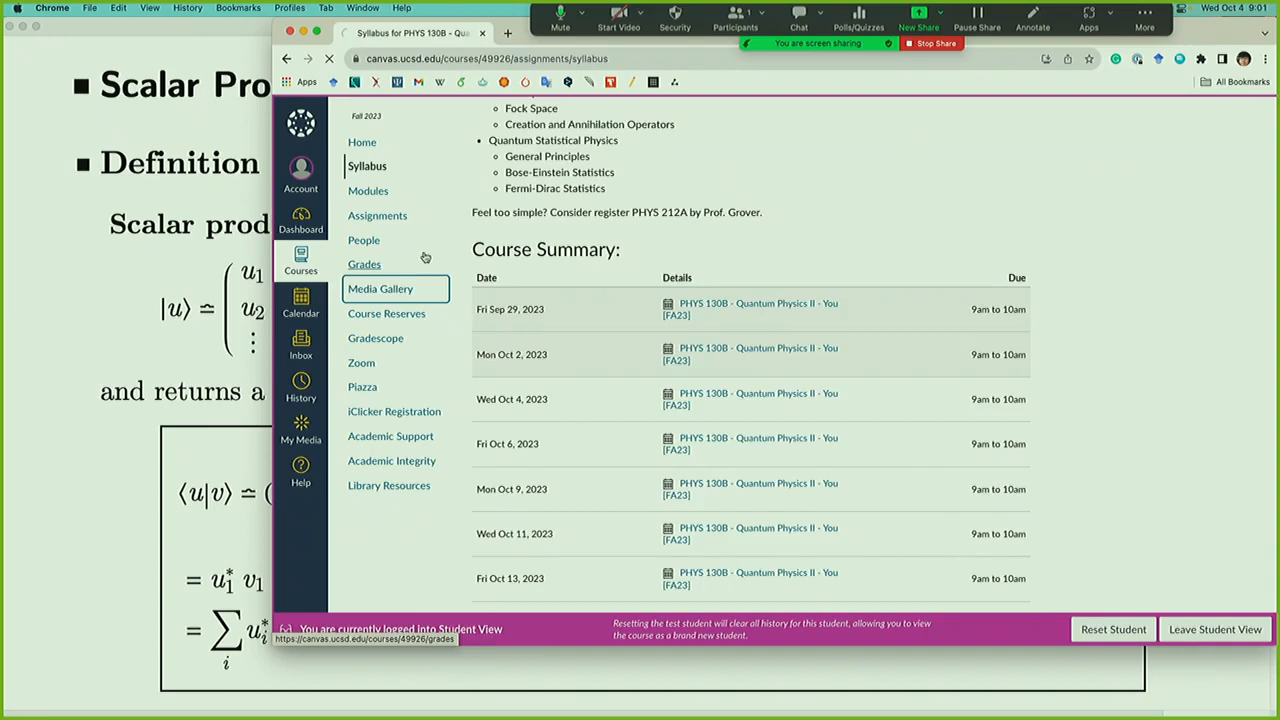 Chrome File Edit View History Bookmarks Profiles Tab Window Help
Wed Oct 4 9:01
Mute Start Video Security Participants 1 Chat Polls/Quizzes New Share Pause Share Annotate Apps More
You are screen sharing Stop Share
Syllabus for PHYS 130B - Qua
canvas.ucsd.edu/courses/49926/assignments/syllabus
Apps
All Bookmarks
■ Scalar Pro
■ Definition
Scalar prod
|u⟩ ≏ ( u₁
u₂
⋮
and returns a
⟨u|v⟩ ≏ (
= u₁* v₁
= ∑ᵢ uᵢ*
Account
Dashboard
Courses
Calendar
Inbox
History
My Media
Help
Fall 2023
Home
Syllabus
Modules
Assignments
People
Grades
Media Gallery
Course Reserves
Gradescope
Zoom
Piazza
iClicker Registration
Academic Support
Academic Integrity
Library Resources
Fock Space
Creation and Annihilation Operators
Quantum Statistical Physics
General Principles
Bose-Einstein Statistics
Fermi-Dirac Statistics
Feel too simple? Consider register PHYS 212A by Prof. Grover.
Course Summary:
Date Details Due
Fri Sep 29, 2023 PHYS 130B - Quantum Physics II - You 9am to 10am
[FA23]
Mon Oct 2, 2023 PHYS 130B - Quantum Physics II - You 9am to 10am
[FA23]
Wed Oct 4, 2023 PHYS 130B - Quantum Physics II - You 9am to 10am
[FA23]
Fri Oct 6, 2023 PHYS 130B - Quantum Physics II - You 9am to 10am
[FA23]
Mon Oct 9, 2023 PHYS 130B - Quantum Physics II - You 9am to 10am
[FA23]
Wed Oct 11, 2023 PHYS 130B - Quantum Physics II - You 9am to 10am
[FA23]
Fri Oct 13, 2023 PHYS 130B - Quantum Physics II - You 9am to 10am
[FA23]
You are currently logged into Student View
Resetting the test student will clear all history for this student, allowing you to view
the course as a brand new student.
Reset Student Leave Student View
https://canvas.ucsd.edu/courses/49926/grades